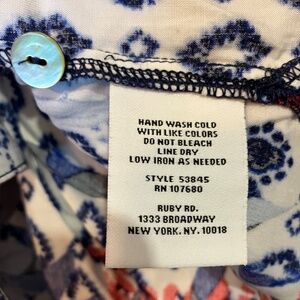 HAND WASH COLD
WITH LIKE COLORS
DO NOT BLEACH
LINE DRY
LOW IRON AS NEEDED
STYLE 53845
RN 107680
RUBY RD.
1333 BROADWAY
NEW YORK. NY. 10018